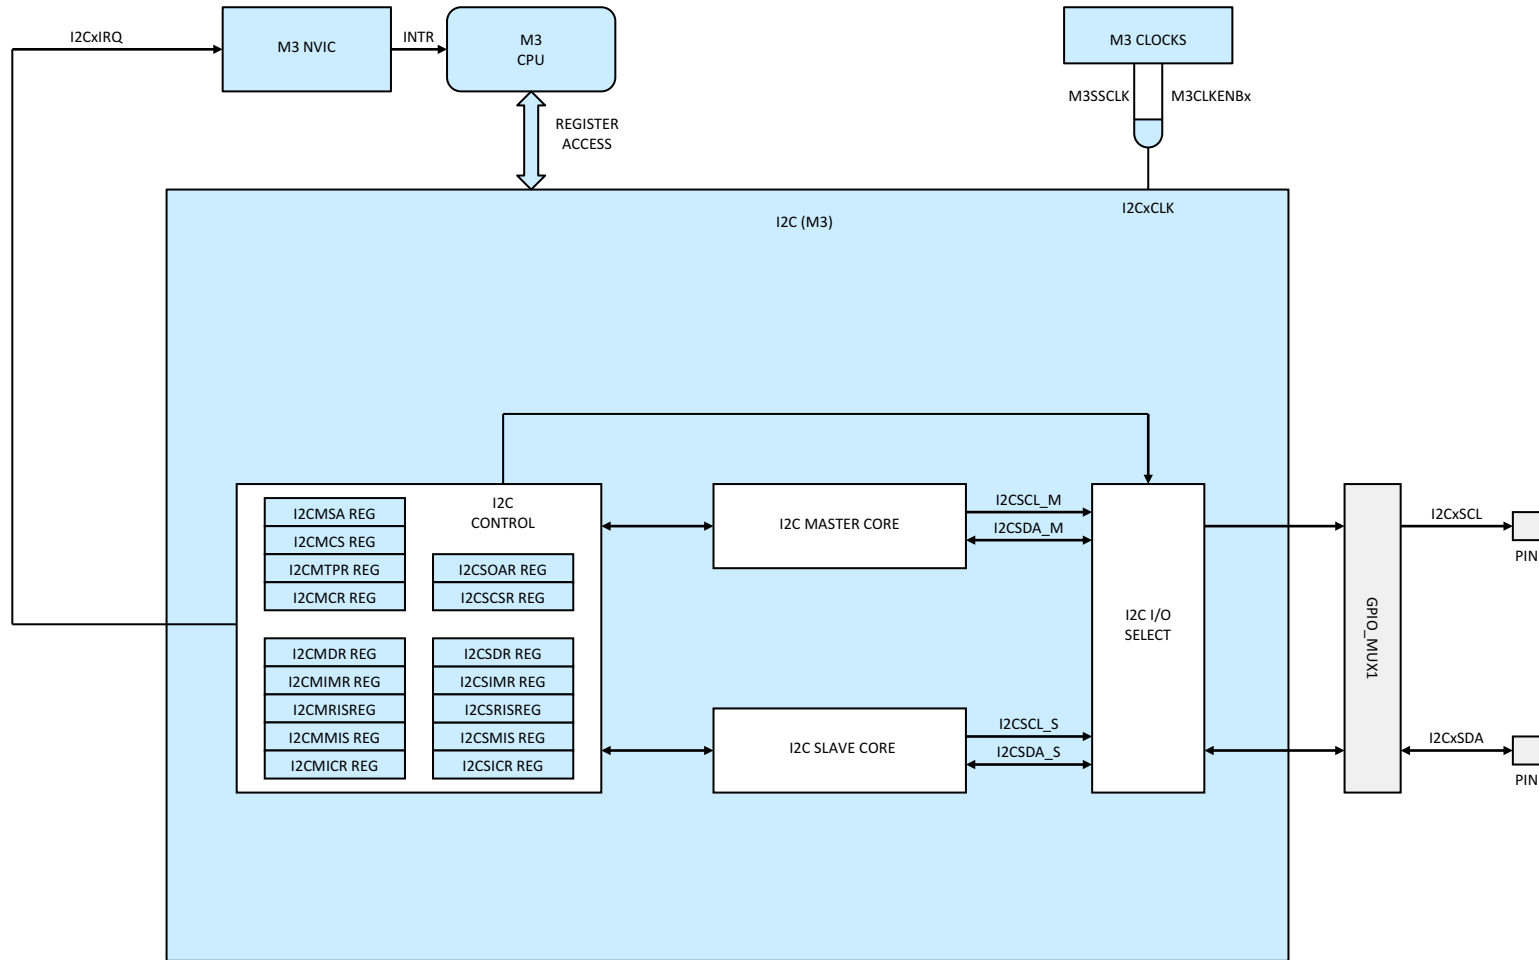 I2CxIRQ
M3 NVIC
INTR
M3
CPU
REGISTER
ACCESS
M3 CLOCKS
M3SSCLK
M3CLKENBx
I2CxCLK
I2C (M3)
I2C
CONTROL
I2CMSA REG
I2CMCS REG
I2CMTPR REG
I2CMCR REG
I2CSOAR REG
I2CSCSR REG
I2CMDR REG
I2CMIMR REG
I2CMRISREG
I2CMMIS REG
I2CMICR REG
I2CSDR REG
I2CSIMR REG
I2CSRISREG
I2CSMIS REG
I2CSICR REG
I2C MASTER CORE
I2CSCL_M
I2CSDA_M
I2C SLAVE CORE
I2CSCL_S
I2CSDA_S
I2C I/O
SELECT
GPIO_MUX1
I2CxSCL
PIN
I2CxSDA
PIN